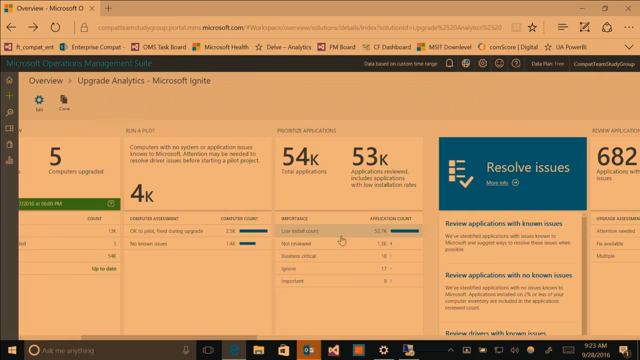 Overview - Microsoft O
compatteamstudygroup.portal.mms.microsoft.com/#Workspace/overview/solutions/details/index?solutionId=Upgrade%2520Analytics%2520
ft_compat_ent
Enterprise Compat
OMS Task Board
Microsoft Health
Delve – Analytics
PM Board
CF Dashboard
MSIT Downlevel
comScore | Digital
UA PowerBI
Microsoft Operations Management Suite
Data based on custom time range
Data Plan: Free
CompatTeamStudyGroup
Overview
Upgrade Analytics - Microsoft Ignite
Clone
5
Computers upgraded
/2016 at 06:00 PM
COUNT
13K
54K
Up to date
RUN A PILOT
Computers with no system or application issues known to Microsoft. Attention may be needed to resolve driver issues before starting a pilot project.
4K
COMPUTER ASSESSMENT
COMPUTER COUNT
OK to pilot; fixed during upgrade
2.5K
No known issues
1.4K
PRIORITIZE APPLICATIONS
54K
Total applications
53K
Applications reviewed, includes applications with low installation rates
IMPORTANCE
APPLICATION COUNT
Low install count
52.7K
Not reviewed
1.2K
Business critical
18
Ignore
17
Important
9
Resolve issues
More info
Review applications with known issues
We've identified applications with issues known to Microsoft and suggest ways to resolve these issues when possible.
Review applications with no known issues
Applications with no issues known to Microsoft. Applications installed on 2% or less of your computer inventory are included in the applications reviewed.
Review drivers with known issues
REVIEW APPLICATION
682
Applications with issues
UPGRADE ASSESSMENT
Attention needed
Fix available
Multiple
Ask me anything
9:23 AM
9/28/2016